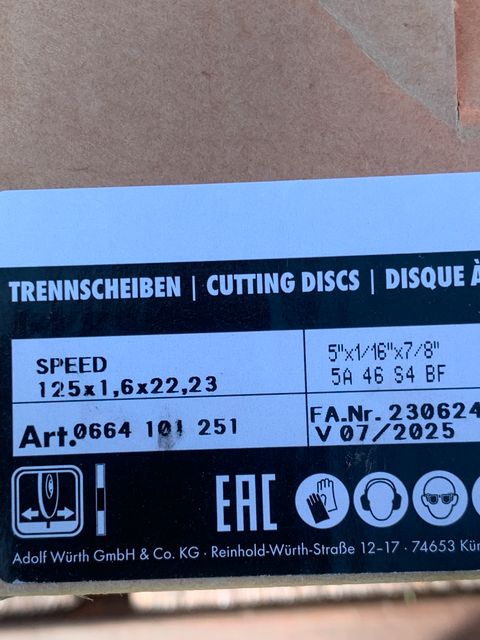 TRENNSCHEIBEN | CUTTING DISCS | DISQUE À
SPEED
125x1,6x22,23
5"x1/16"x7/8"
5A 46 S4 BF
Art.0664 101 251
FA.Nr. 230624
V 07/2025
EAC
Adolf Würth GmbH & Co. KG · Reinhold-Würth-Straße 12-17 · 74653 Kün